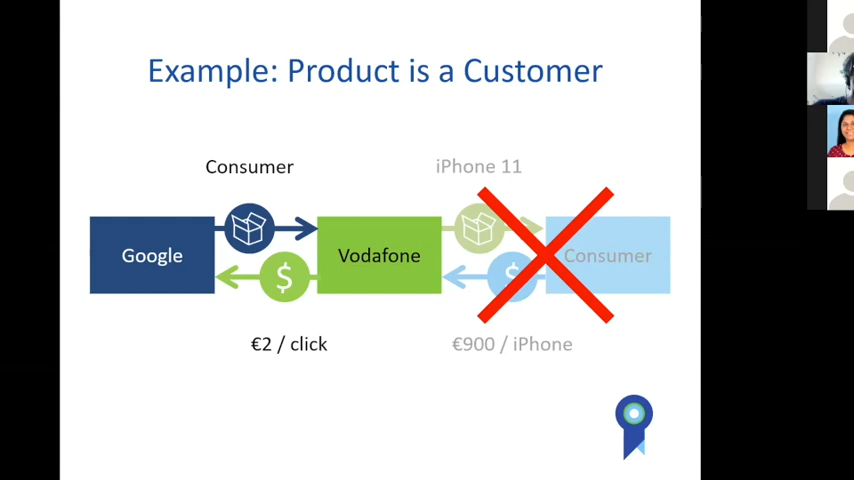 Example: Product is a Customer
Consumer
iPhone 11
Google
Vodafone
Consumer
$
$
€2 / click
€900 / iPhone